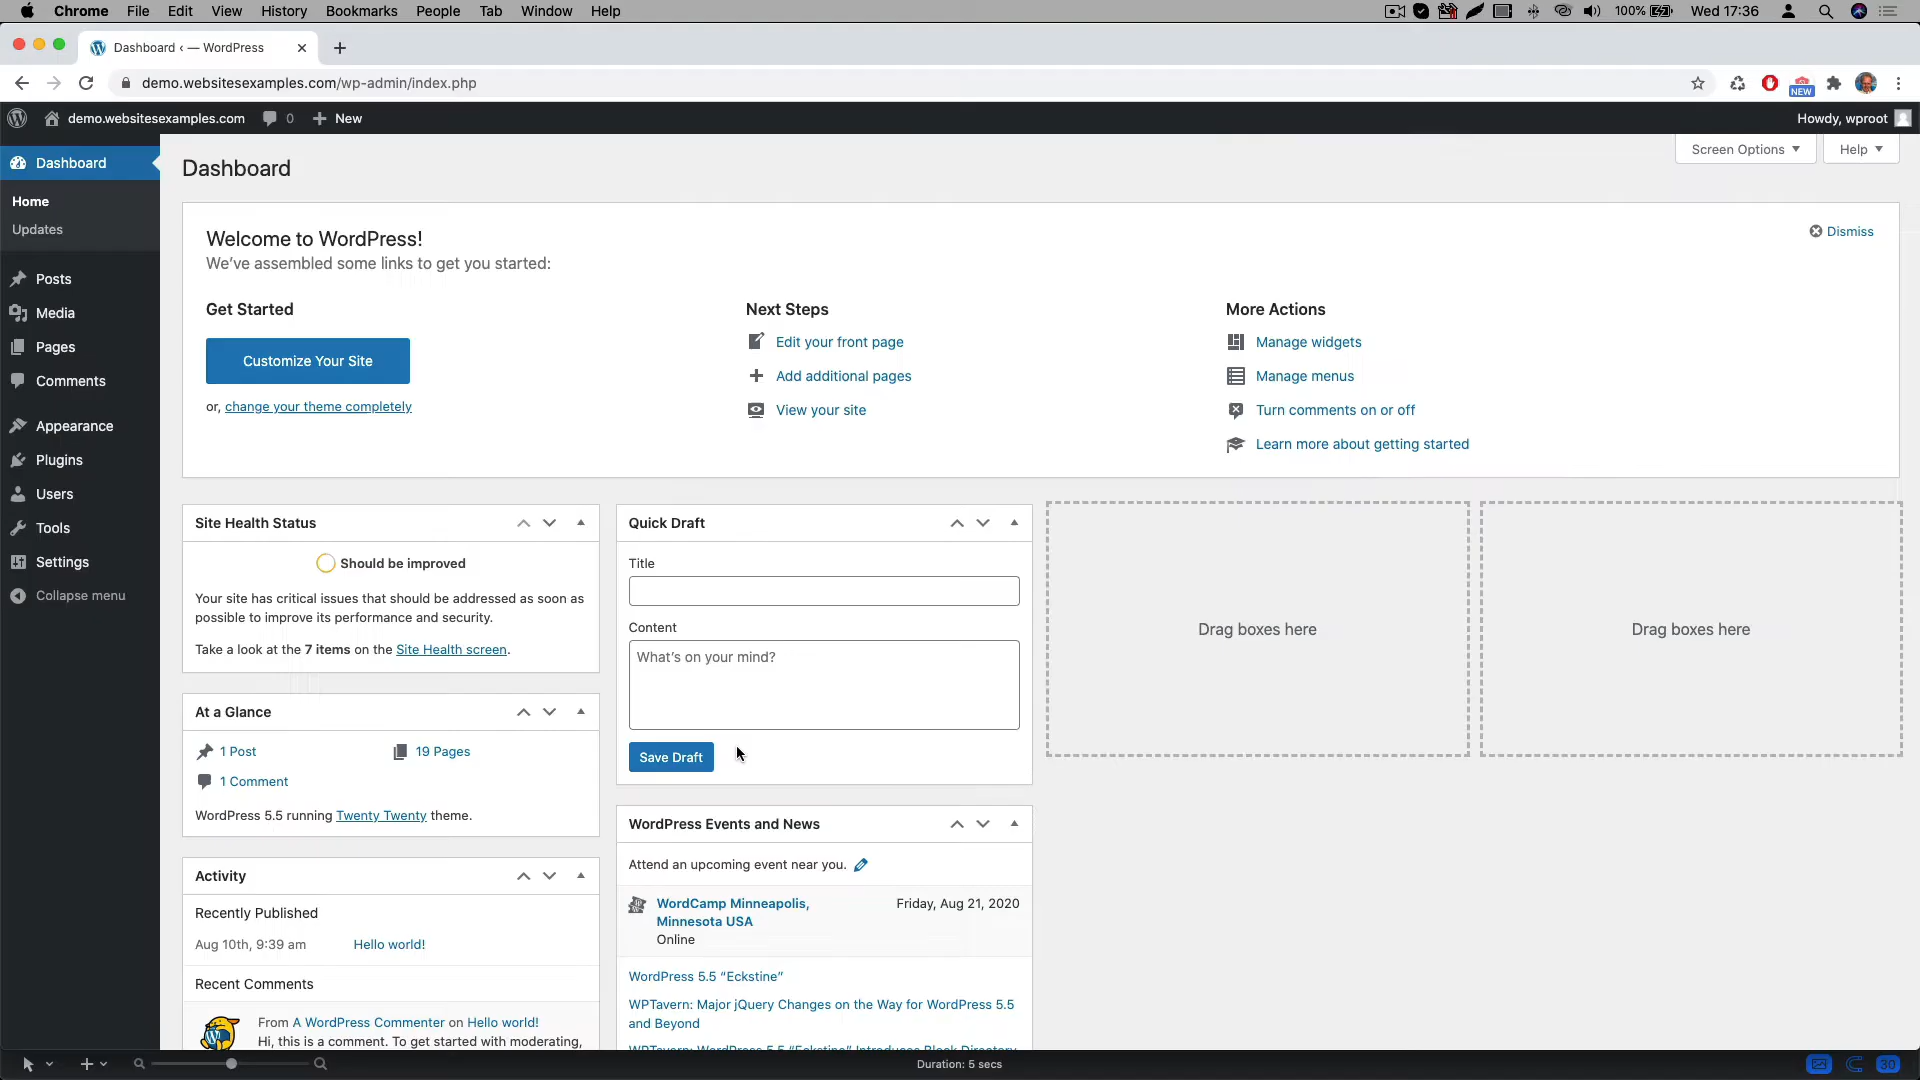 Chrome File Edit View History Bookmarks People Tab Window Help 100% Wed 17:36
Dashboard ‹ — WordPress
demo.websitesexamples.com/wp-admin/index.php
NEW
demo.websitesexamples.com 0 New Howdy, wproot
Dashboard
Home
Updates
Posts
Media
Pages
Comments
Appearance
Plugins
Users
Tools
Settings
Collapse menu
Screen Options Help
Dashboard
Welcome to WordPress!
Dismiss
We've assembled some links to get you started:
Get Started
Customize Your Site
or, change your theme completely
Next Steps
Edit your front page
Add additional pages
View your site
More Actions
Manage widgets
Manage menus
Turn comments on or off
Learn more about getting started
Site Health Status
Should be improved
Your site has critical issues that should be addressed as soon as
possible to improve its performance and security.
Take a look at the 7 items on the Site Health screen.
At a Glance
1 Post 19 Pages
1 Comment
WordPress 5.5 running Twenty Twenty theme.
Activity
Recently Published
Aug 10th, 9:39 am Hello world!
Recent Comments
From A WordPress Commenter on Hello world!
Hi, this is a comment. To get started with moderating,
Quick Draft
Title
Content
What's on your mind?
Save Draft
WordPress Events and News
Attend an upcoming event near you.
WordCamp Minneapolis, Friday, Aug 21, 2020
Minnesota USA
Online
WordPress 5.5 “Eckstine”
WPTavern: Major jQuery Changes on the Way for WordPress 5.5
and Beyond
WPTavern: WordPress 5.5 “Eckstine” Introduces Block Directory
Drag boxes here
Drag boxes here
Duration: 5 secs
30